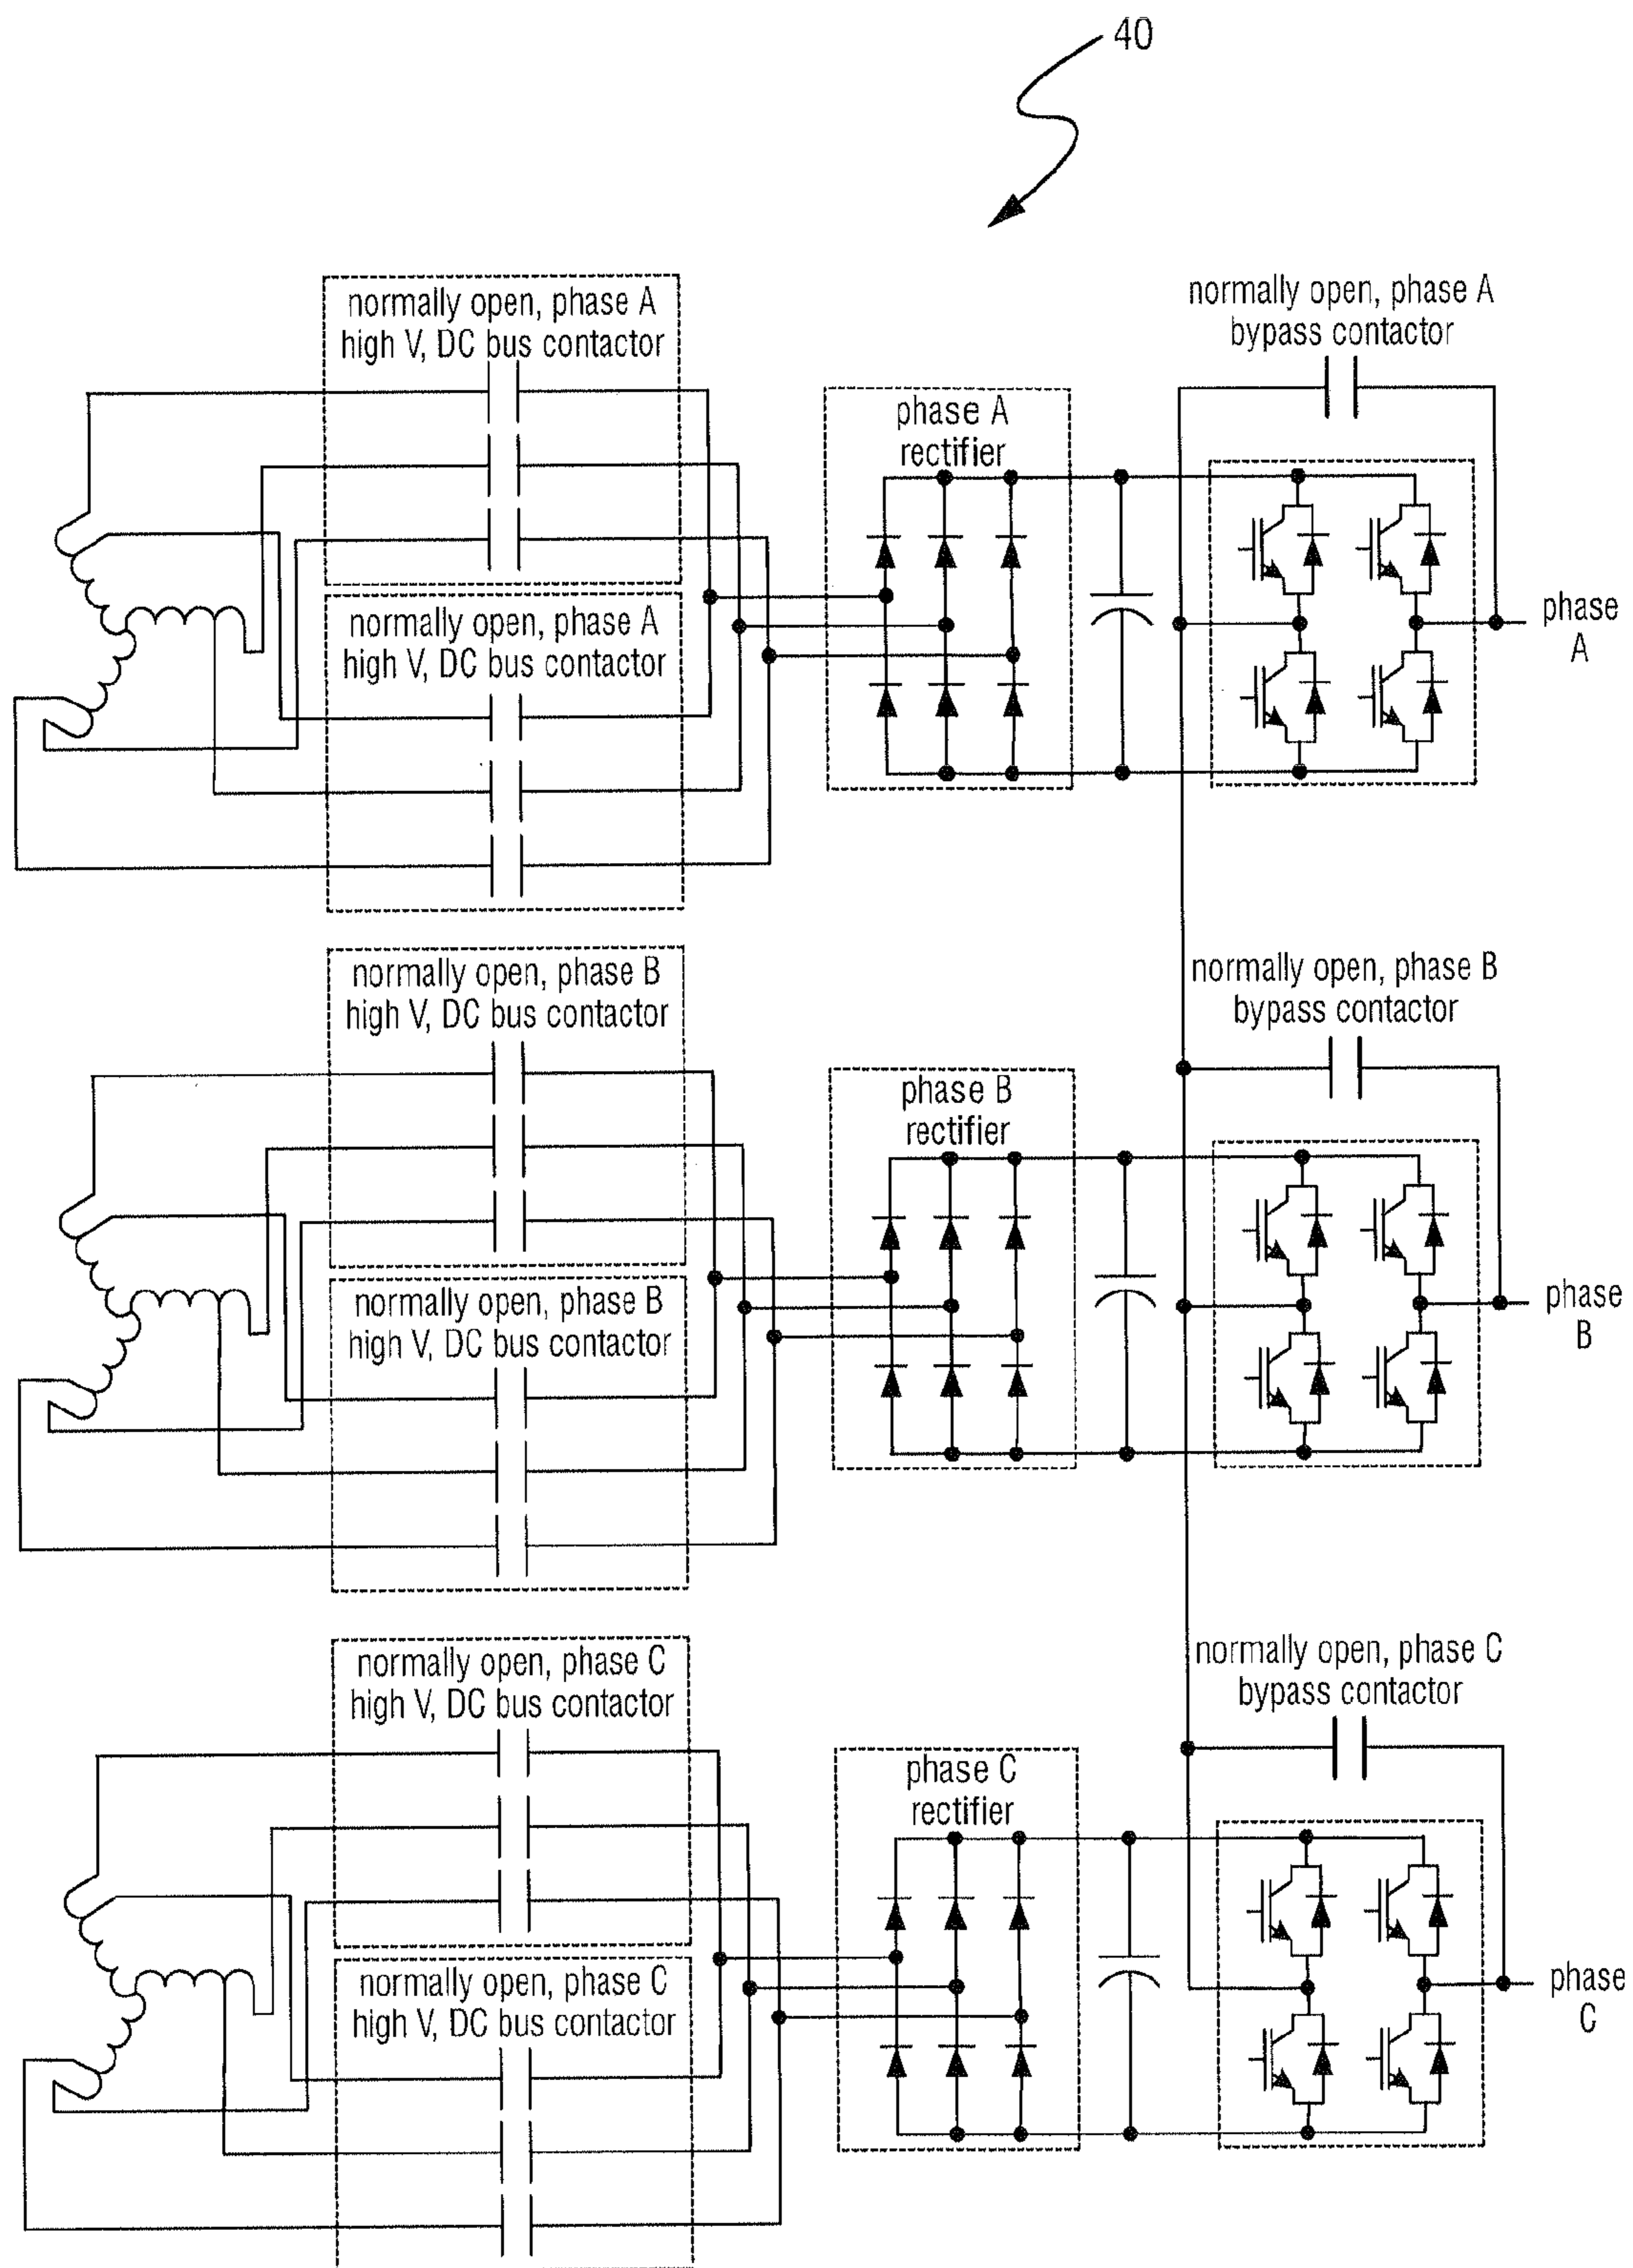 40
normally open, phase A
high V, DC bus contactor
normally open, phase A
bypass contactor
phase A
rectifier
normally open, phase A
high V, DC bus contactor
phase
A
normally open, phase B
high V, DC bus contactor
normally open, phase B
bypass contactor
phase B
rectifier
normally open, phase B
high V, DC bus contactor
phase
B
normally open, phase C
high V, DC bus contactor
normally open, phase C
bypass contactor
phase C
rectifier
normally open, phase C
high V, DC bus contactor
phase
C